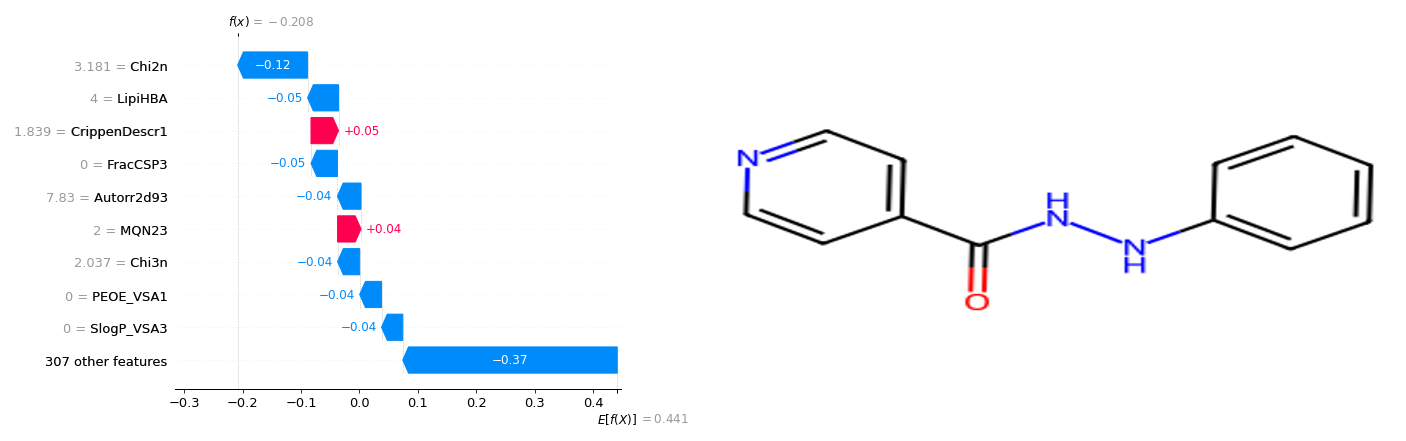 f(x) = −0.208
3.181 = Chi2n
−0.12
4 = LipiHBA
−0.05
1.839 = CrippenDescr1
+0.05
0 = FracCSP3
−0.05
7.83 = Autorr2d93
−0.04
2 = MQN23
+0.04
2.037 = Chi3n
−0.04
0 = PEOE_VSA1
−0.04
0 = SlogP_VSA3
−0.04
307 other features
−0.37
−0.3 −0.2 −0.1 0.0 0.1 0.2 0.3 0.4
E[f(X)] = 0.441
N
H
N
N
H
O